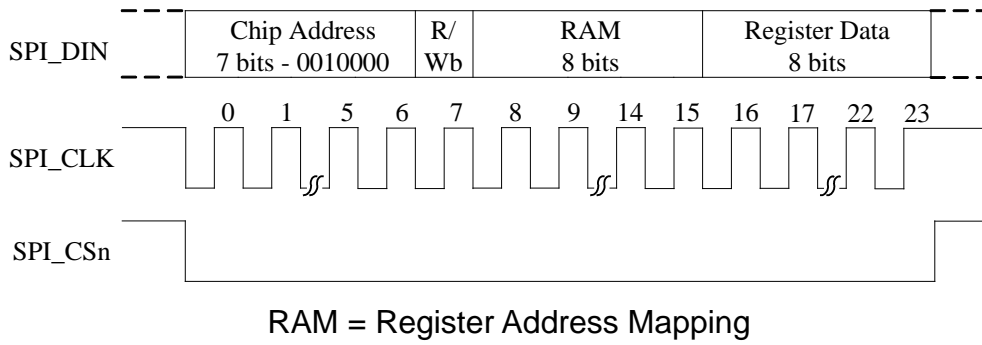 SPI_DIN
Chip Address
7 bits - 0010000
R/
Wb
RAM
8 bits
Register Data
8 bits
SPI_CLK
0 1 5 6 7 8 9 14 15 16 17 22 23
SPI_CSn
RAM = Register Address Mapping